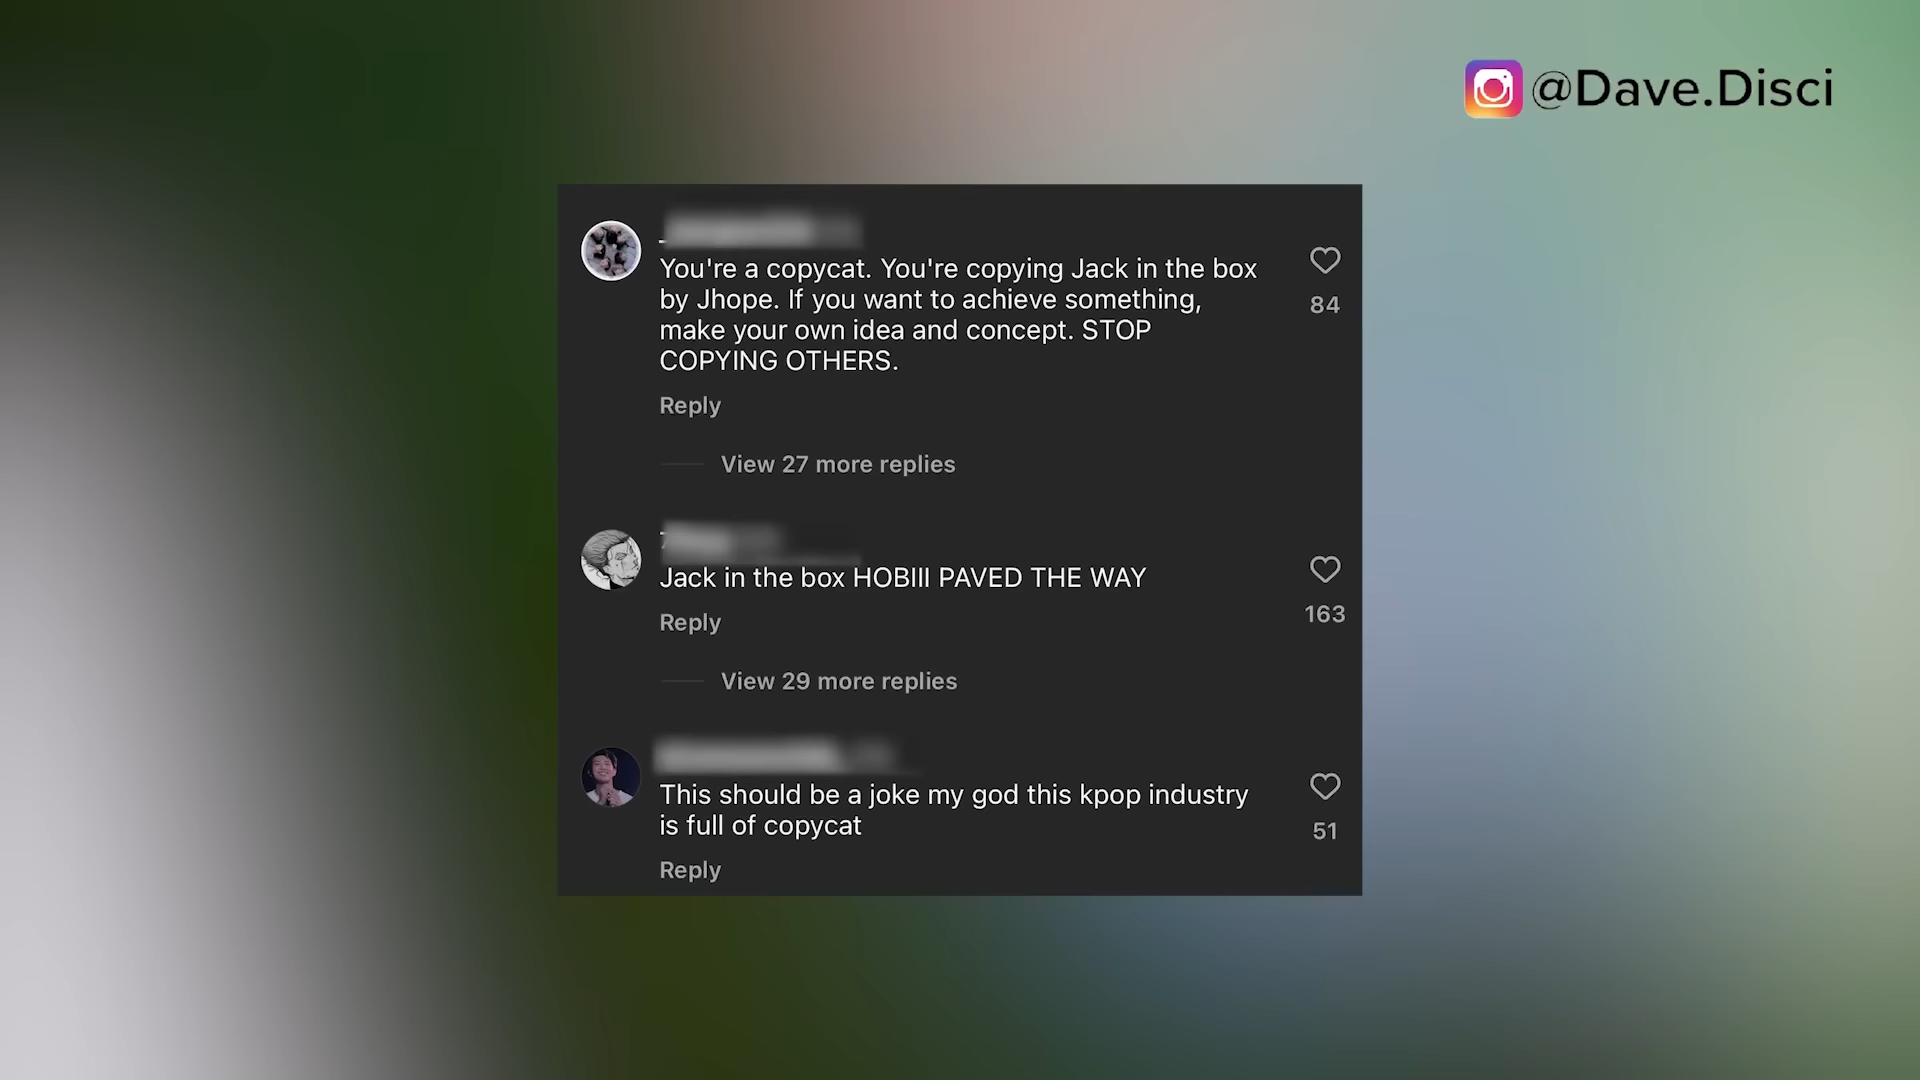 @Dave.Disci
You're a copycat. You're copying Jack in the box
by Jhope. If you want to achieve something,
make your own idea and concept. STOP
COPYING OTHERS.
84
Reply
View 27 more replies
Jack in the box HOBIII PAVED THE WAY
163
Reply
View 29 more replies
This should be a joke my god this kpop industry
is full of copycat
51
Reply